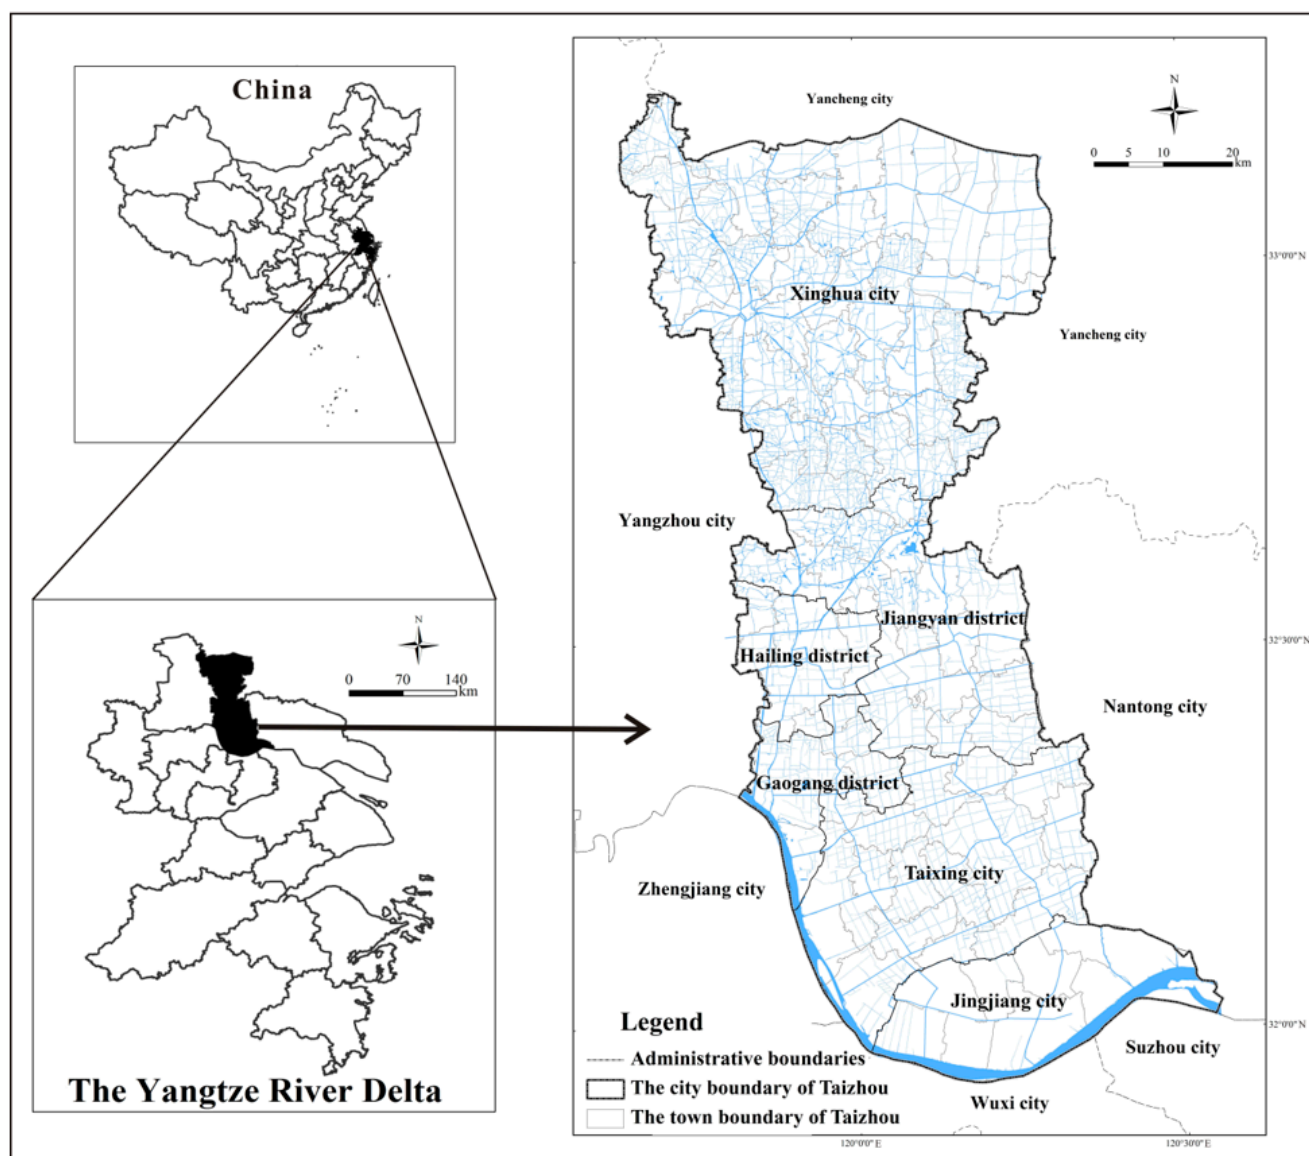 China
N
0 70 140
km
The Yangtze River Delta
Yancheng city
N
0 5 10 20
km
33°0'0"N
Xinghua city
Yancheng city
Yangzhou city
Jiangyan district
32°30'0"N
Hailing district
Nantong city
Gaogang district
Taixing city
Zhengjiang city
Jingjiang city
Legend
32°0'0"N
Suzhou city
Administrative boundaries
The city boundary of Taizhou
Wuxi city
The town boundary of Taizhou
120°0'0"E
120°30'0"E